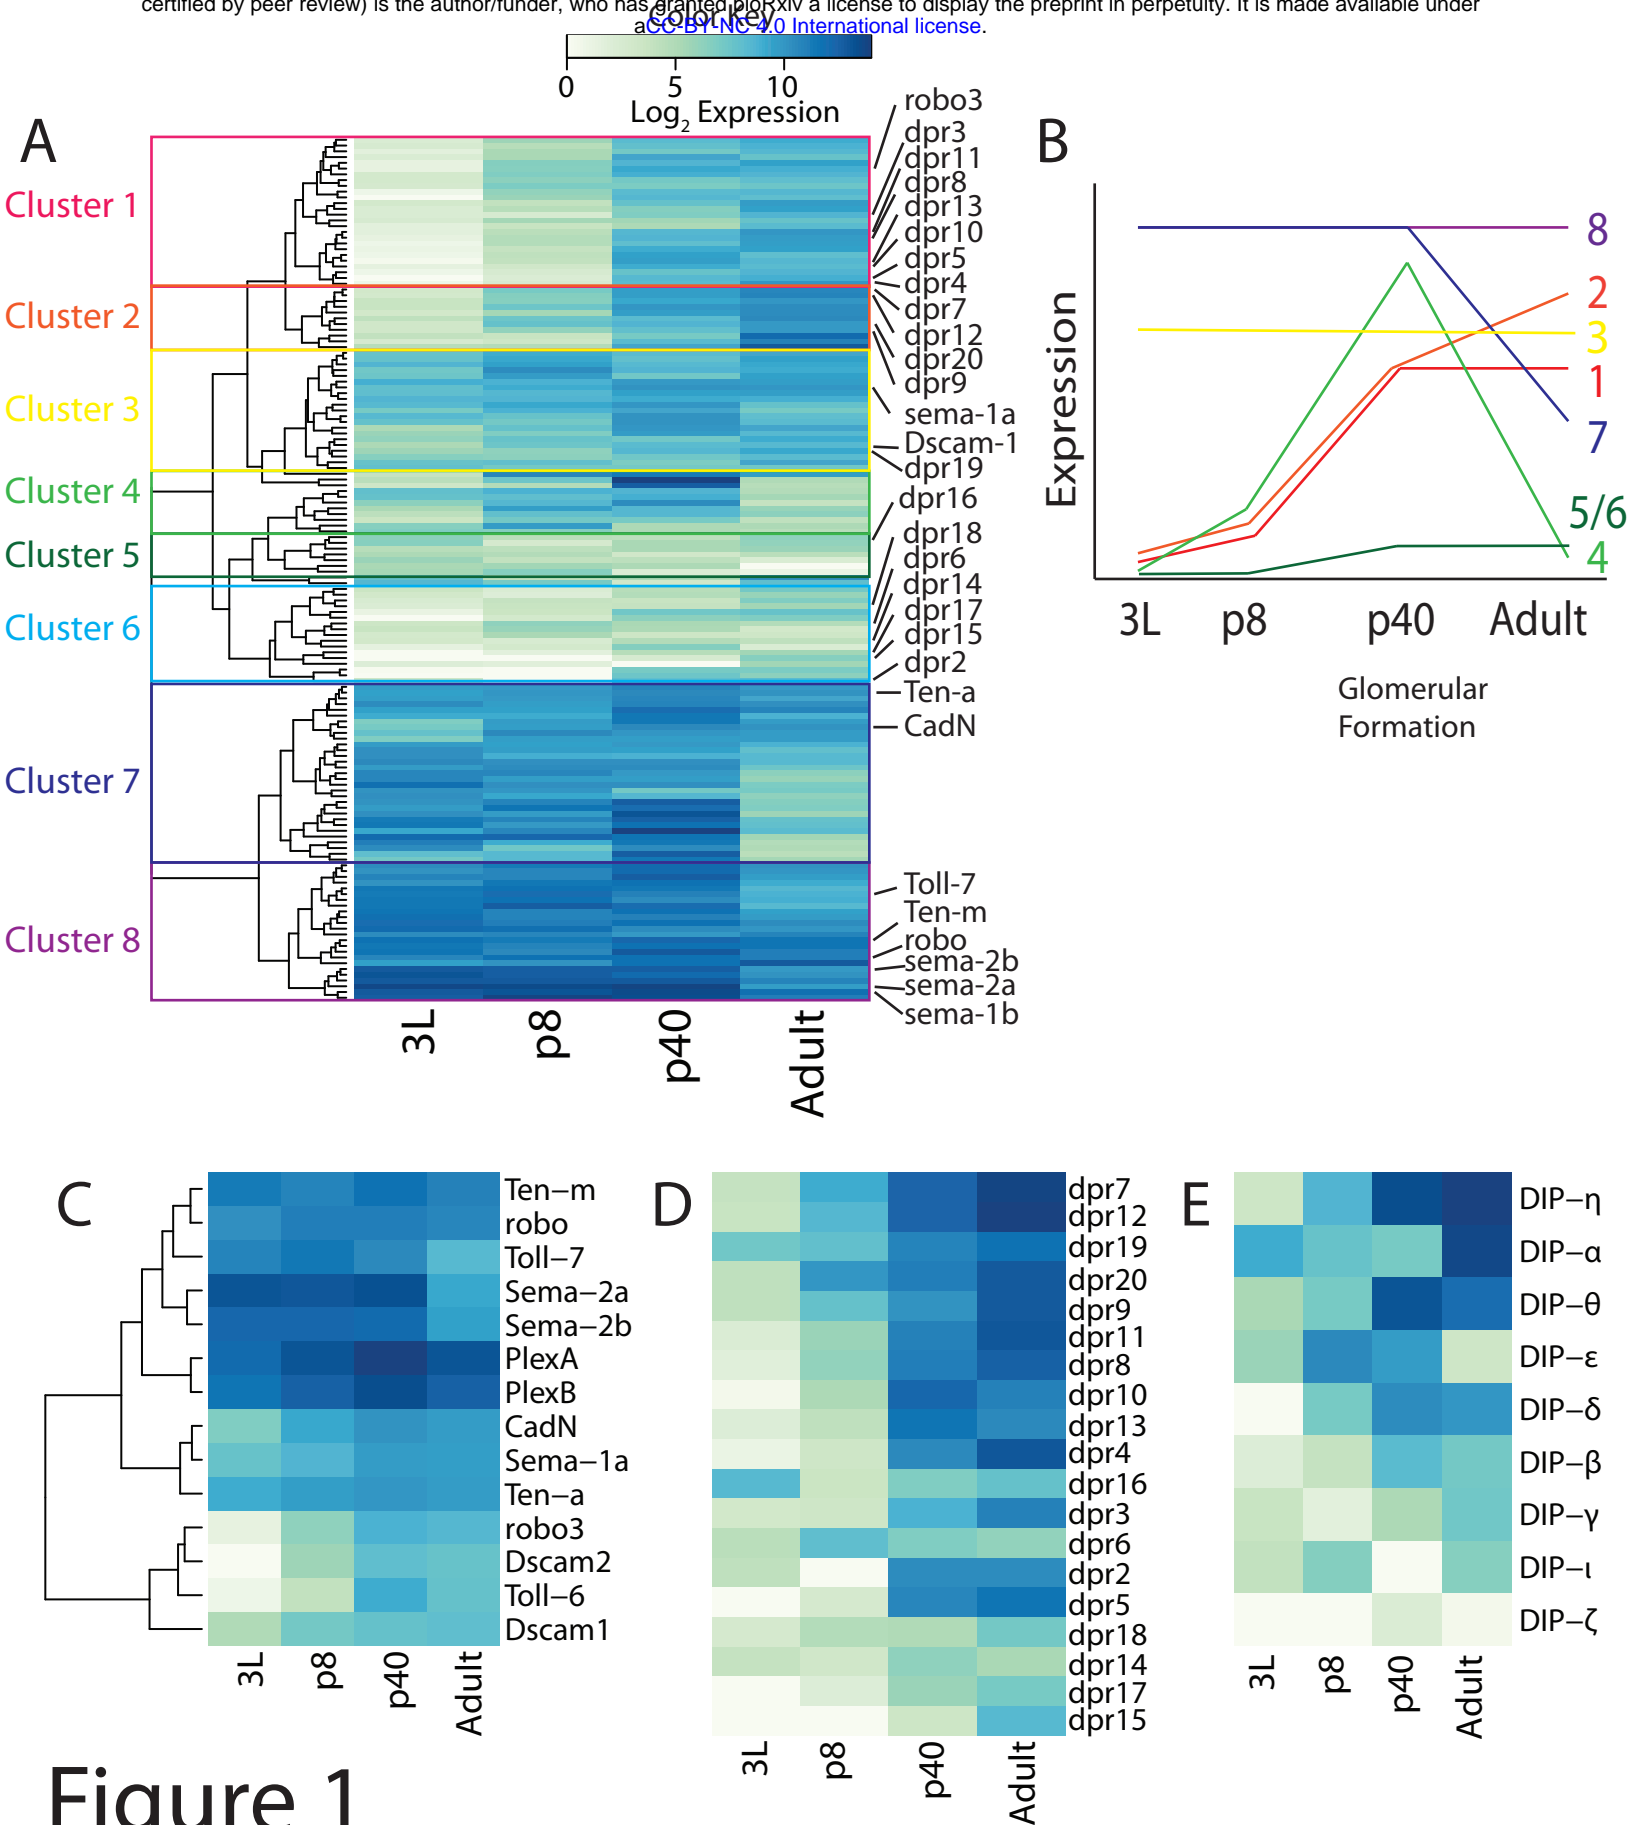 certified by peer review) is the author/funder, who has granted bioRxiv a license to display the preprint in perpetuity. It is made available under
aCC-BY-NC 4.0 International license.
Color Key
0 5 10
Log2 Expression
A
Cluster 1
Cluster 2
Cluster 3
Cluster 4
Cluster 5
Cluster 6
Cluster 7
Cluster 8
robo3
dpr3
dpr11
dpr8
dpr13
dpr10
dpr5
dpr4
dpr7
dpr12
dpr20
dpr9
sema-1a
Dscam-1
dpr19
dpr16
dpr18
dpr6
dpr14
dpr17
dpr15
dpr2
Ten-a
CadN
Toll-7
Ten-m
robo
sema-2b
sema-2a
sema-1b
3L p8 p40 Adult
B
Expression
8
2
3
1
7
5/6
4
3L p8 p40 Adult
Glomerular
Formation
C
Ten−m
robo
Toll−7
Sema−2a
Sema−2b
PlexA
PlexB
CadN
Sema−1a
Ten−a
robo3
Dscam2
Toll−6
Dscam1
3L p8 p40 Adult
D
dpr7
dpr12
dpr19
dpr20
dpr9
dpr11
dpr8
dpr10
dpr13
dpr4
dpr16
dpr3
dpr6
dpr2
dpr5
dpr18
dpr14
dpr17
dpr15
3L p8 p40 Adult
E
DIP−η
DIP−α
DIP−θ
DIP−ε
DIP−δ
DIP−β
DIP−γ
DIP−ι
DIP−ζ
3L p8 p40 Adult
Figure 1